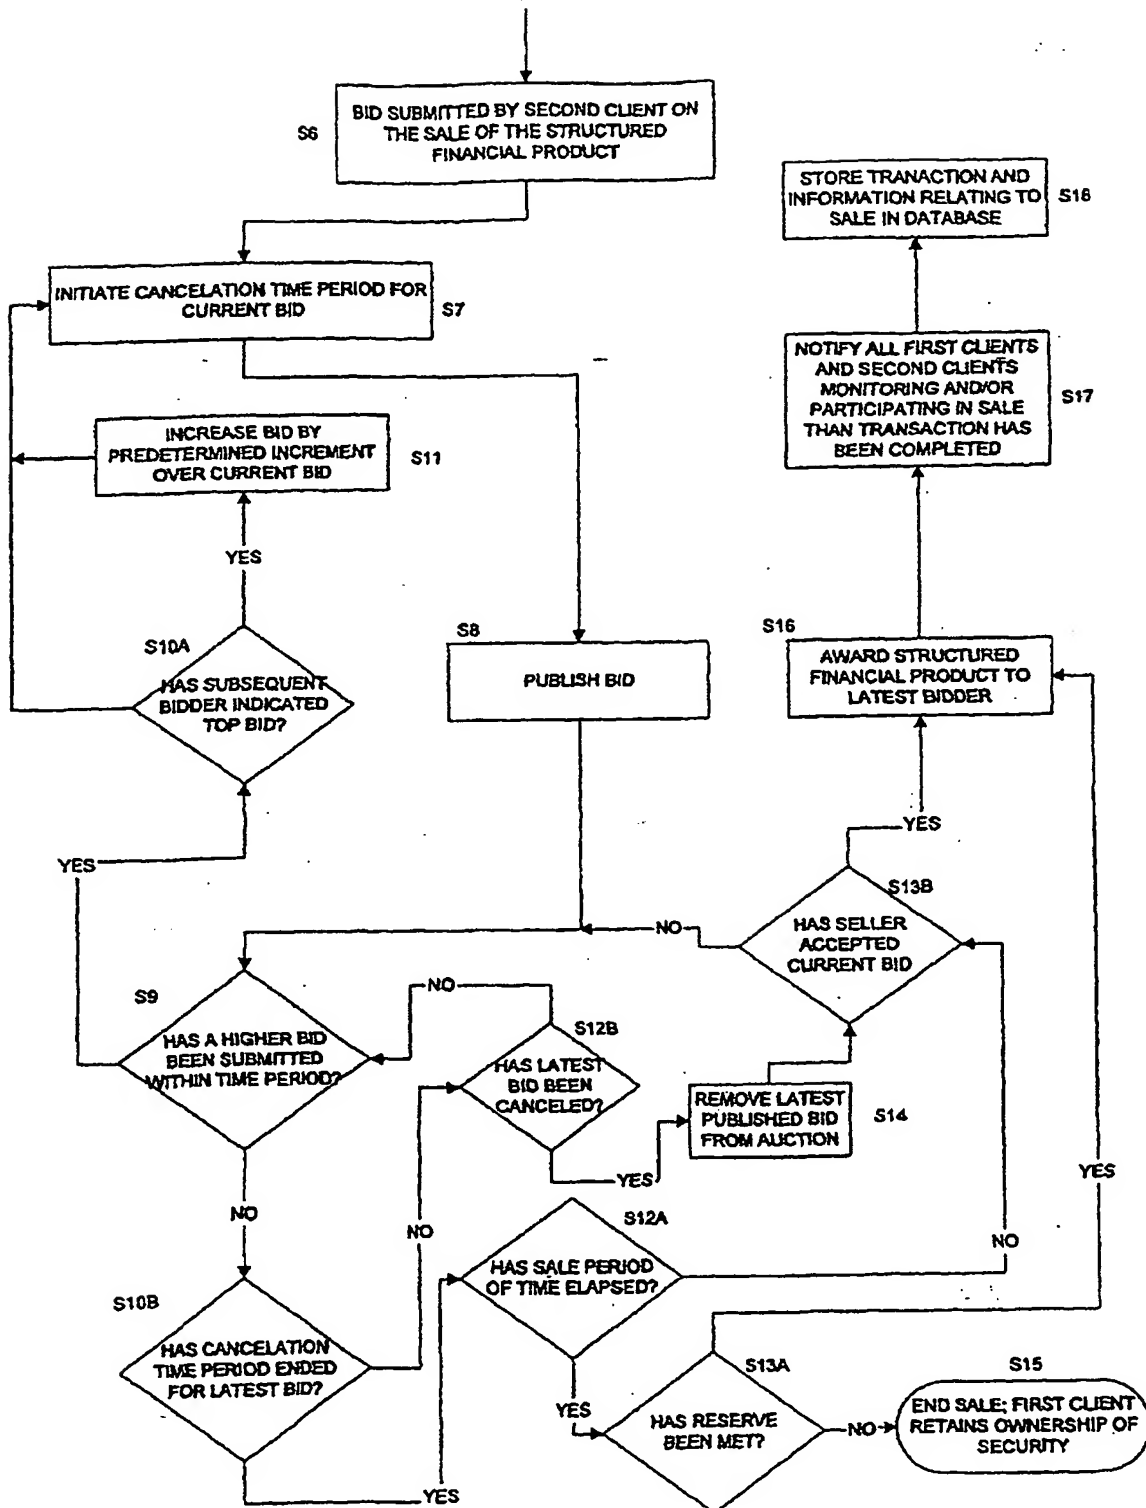 S6
BID SUBMITTED BY SECOND CLIENT ON
THE SALE OF THE STRUCTURED
FINANCIAL PRODUCT
STORE TRANACTION AND
INFORMATION RELATING TO
SALE IN DATABASE
S18
INITIATE CANCELATION TIME PERIOD FOR
CURRENT BID
S7
NOTIFY ALL FIRST CLIENTS
AND SECOND CLIENTS
MONITORING AND/OR
PARTICIPATING IN SALE
THAN TRANSACTION HAS
BEEN COMPLETED
S17
INCREASE BID BY
PREDETERMINED INCREMENT
OVER CURRENT BID
S11
YES
S10A
HAS SUBSEQUENT
BIDDER INDICATED
TOP BID?
S8
PUBLISH BID
S16
AWARD STRUCTURED
FINANCIAL PRODUCT TO
LATEST BIDDER
YES
YES
S13B
HAS SELLER
ACCEPTED
CURRENT BID
NO
S9
HAS A HIGHER BID
BEEN SUBMITTED
WITHIN TIME PERIOD?
NO
S12B
HAS LATEST
BID BEEN
CANCELED?
REMOVE LATEST
PUBLISHED BID
FROM AUCTION
S14
YES
YES
NO
NO
S12A
HAS SALE PERIOD
OF TIME ELAPSED?
NO
S10B
HAS CANCELATION
TIME PERIOD ENDED
FOR LATEST BID?
YES
S13A
HAS RESERVE
BEEN MET?
NO
S15
END SALE; FIRST CLIENT
RETAINS OWNERSHIP OF
SECURITY
YES